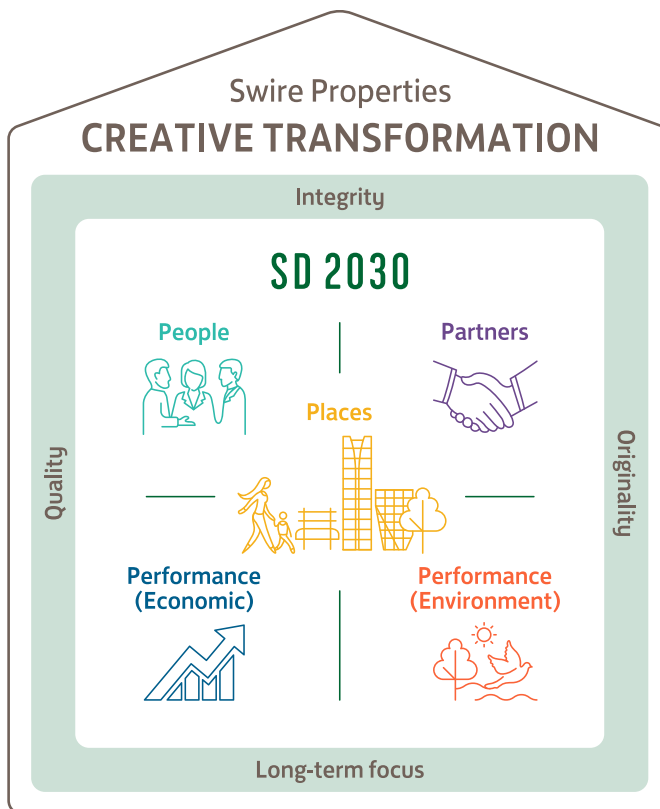 Swire Properties
CREATIVE TRANSFORMATION
Integrity
SD 2030
People
Partners
Places
Quality
Originality
Performance
(Economic)
Performance
(Environment)
Long-term focus